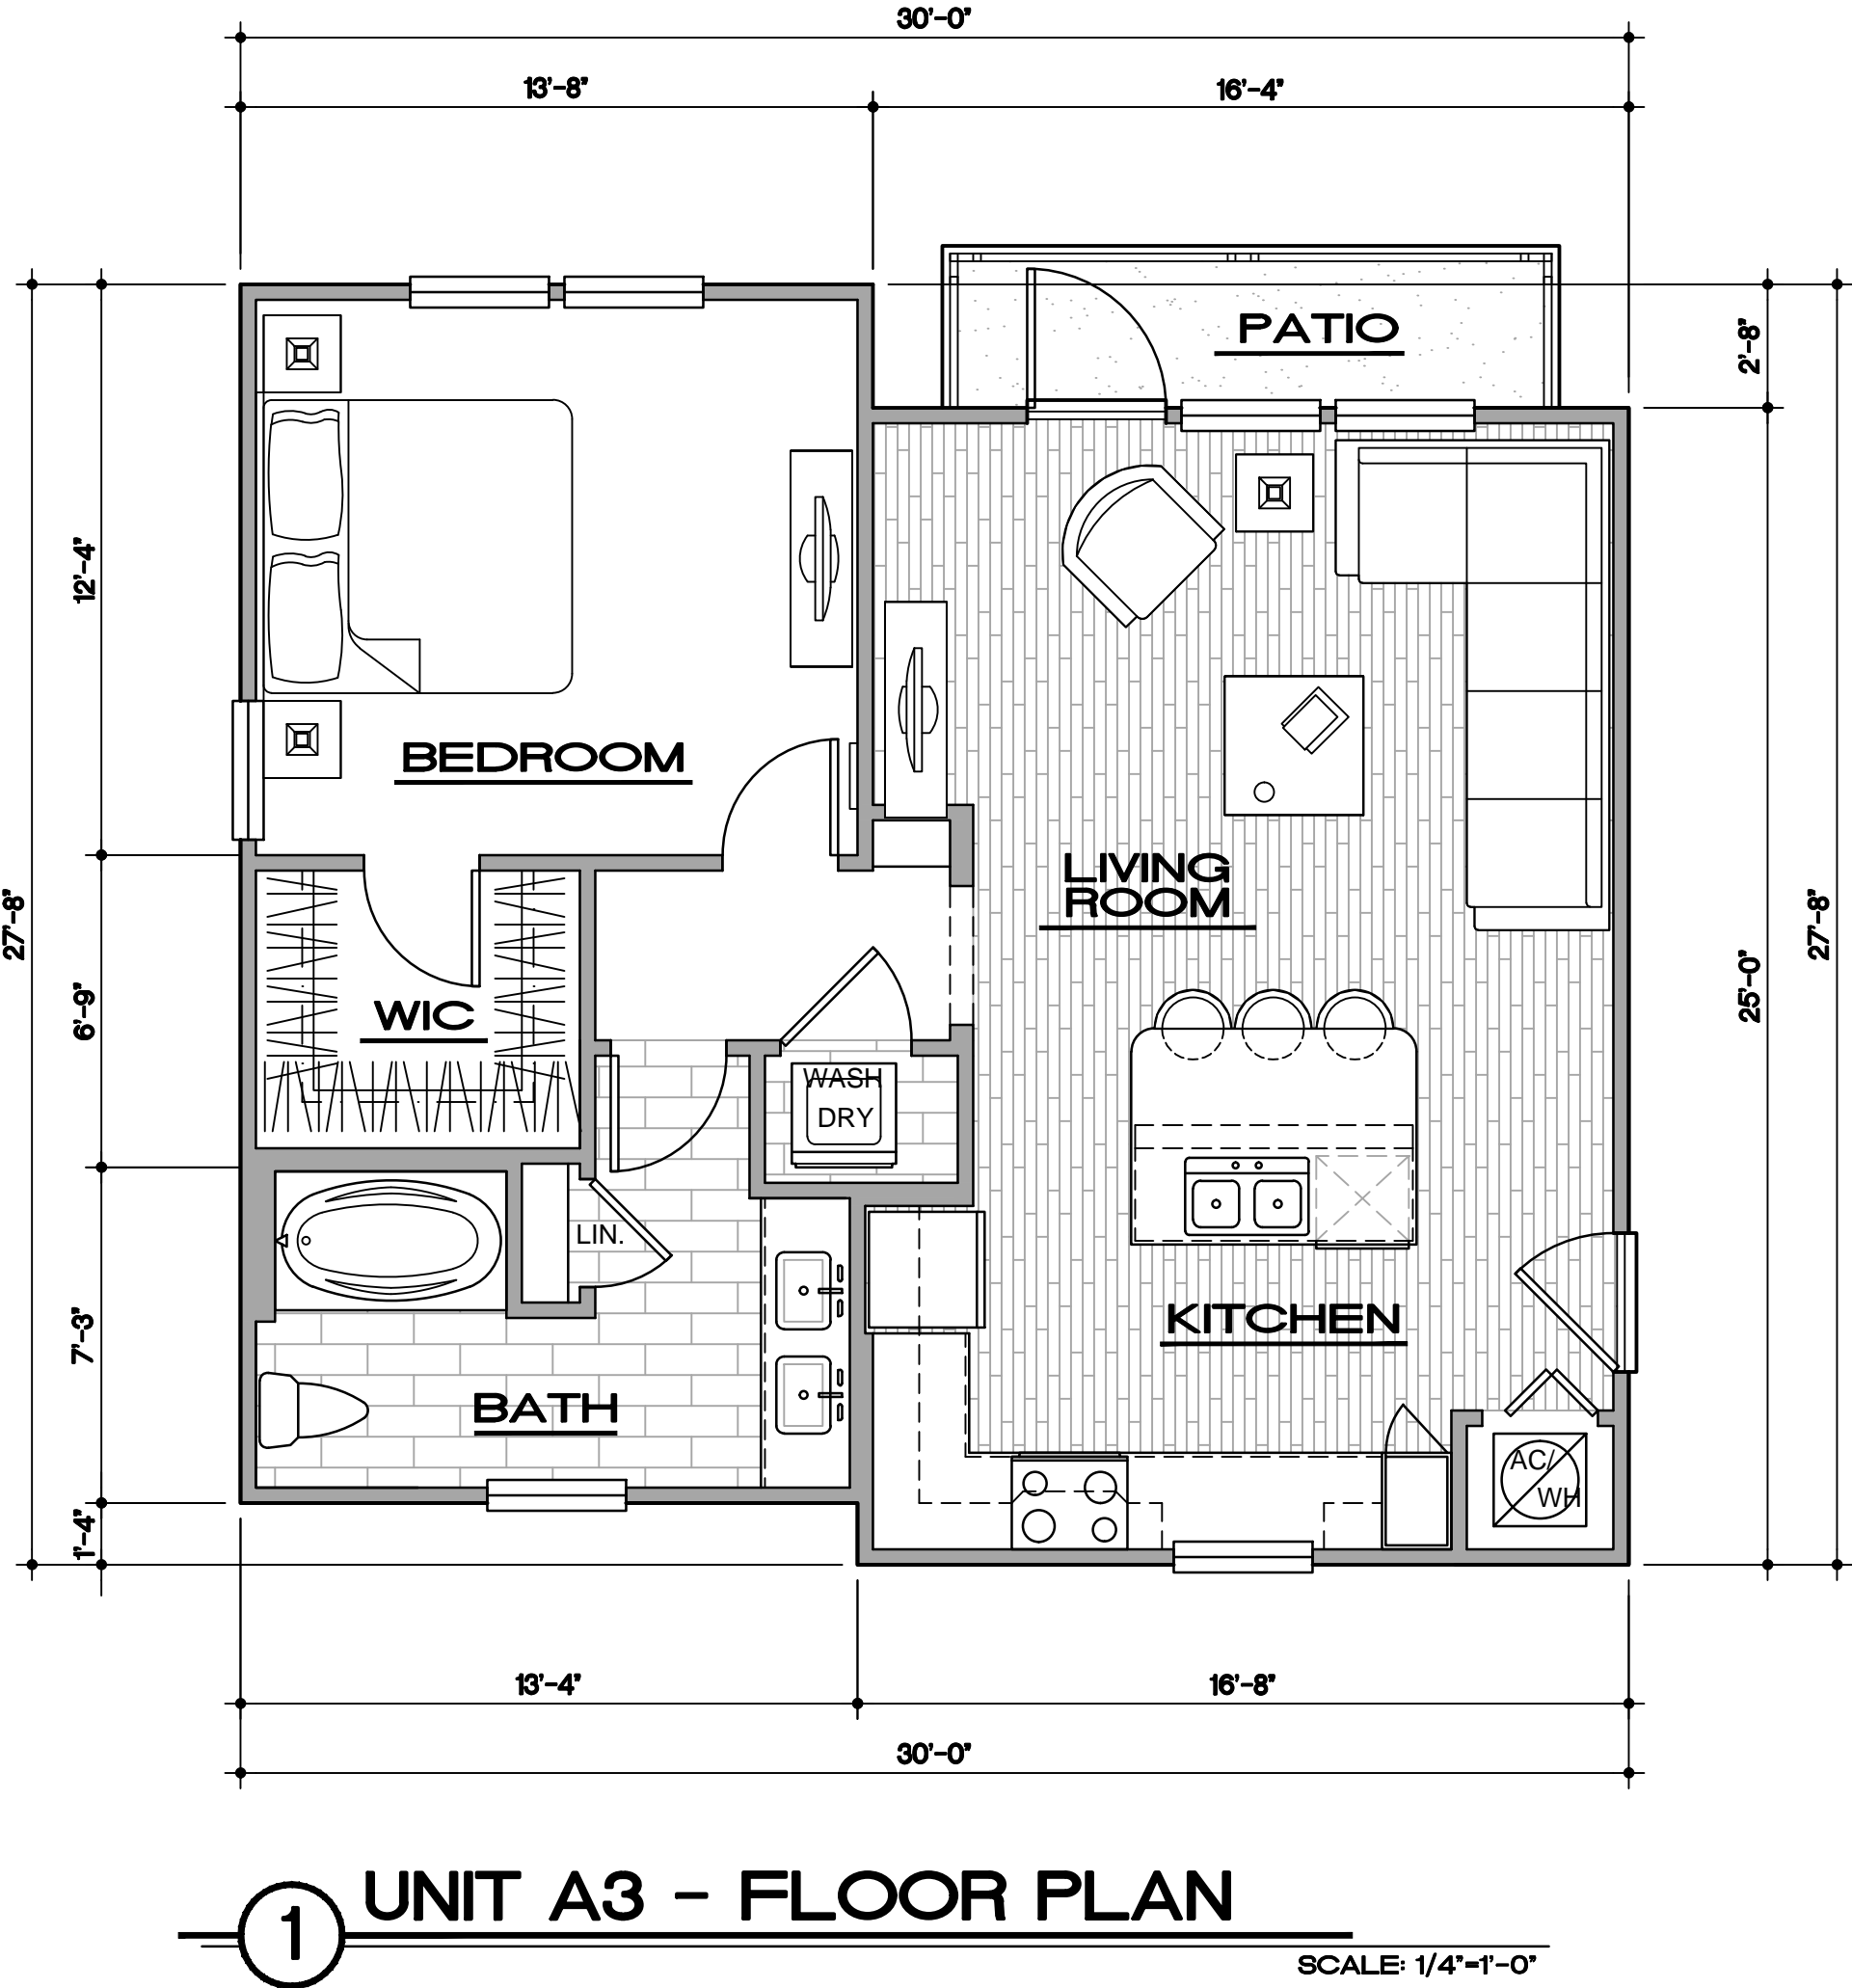 30'-0"
13'-8"
16'-4"
PATIO
2'-8"
12'-4"
BEDROOM
LIVING
ROOM
27'-8"
27'-8"
25'-0"
6'-9"
WIC
WASH
DRY
LIN.
KITCHEN
7'-3"
BATH
AC/
WH
1'-4"
13'-4"
16'-8"
30'-0"
1
UNIT A3 - FLOOR PLAN
SCALE: 1/4"=1'-0"